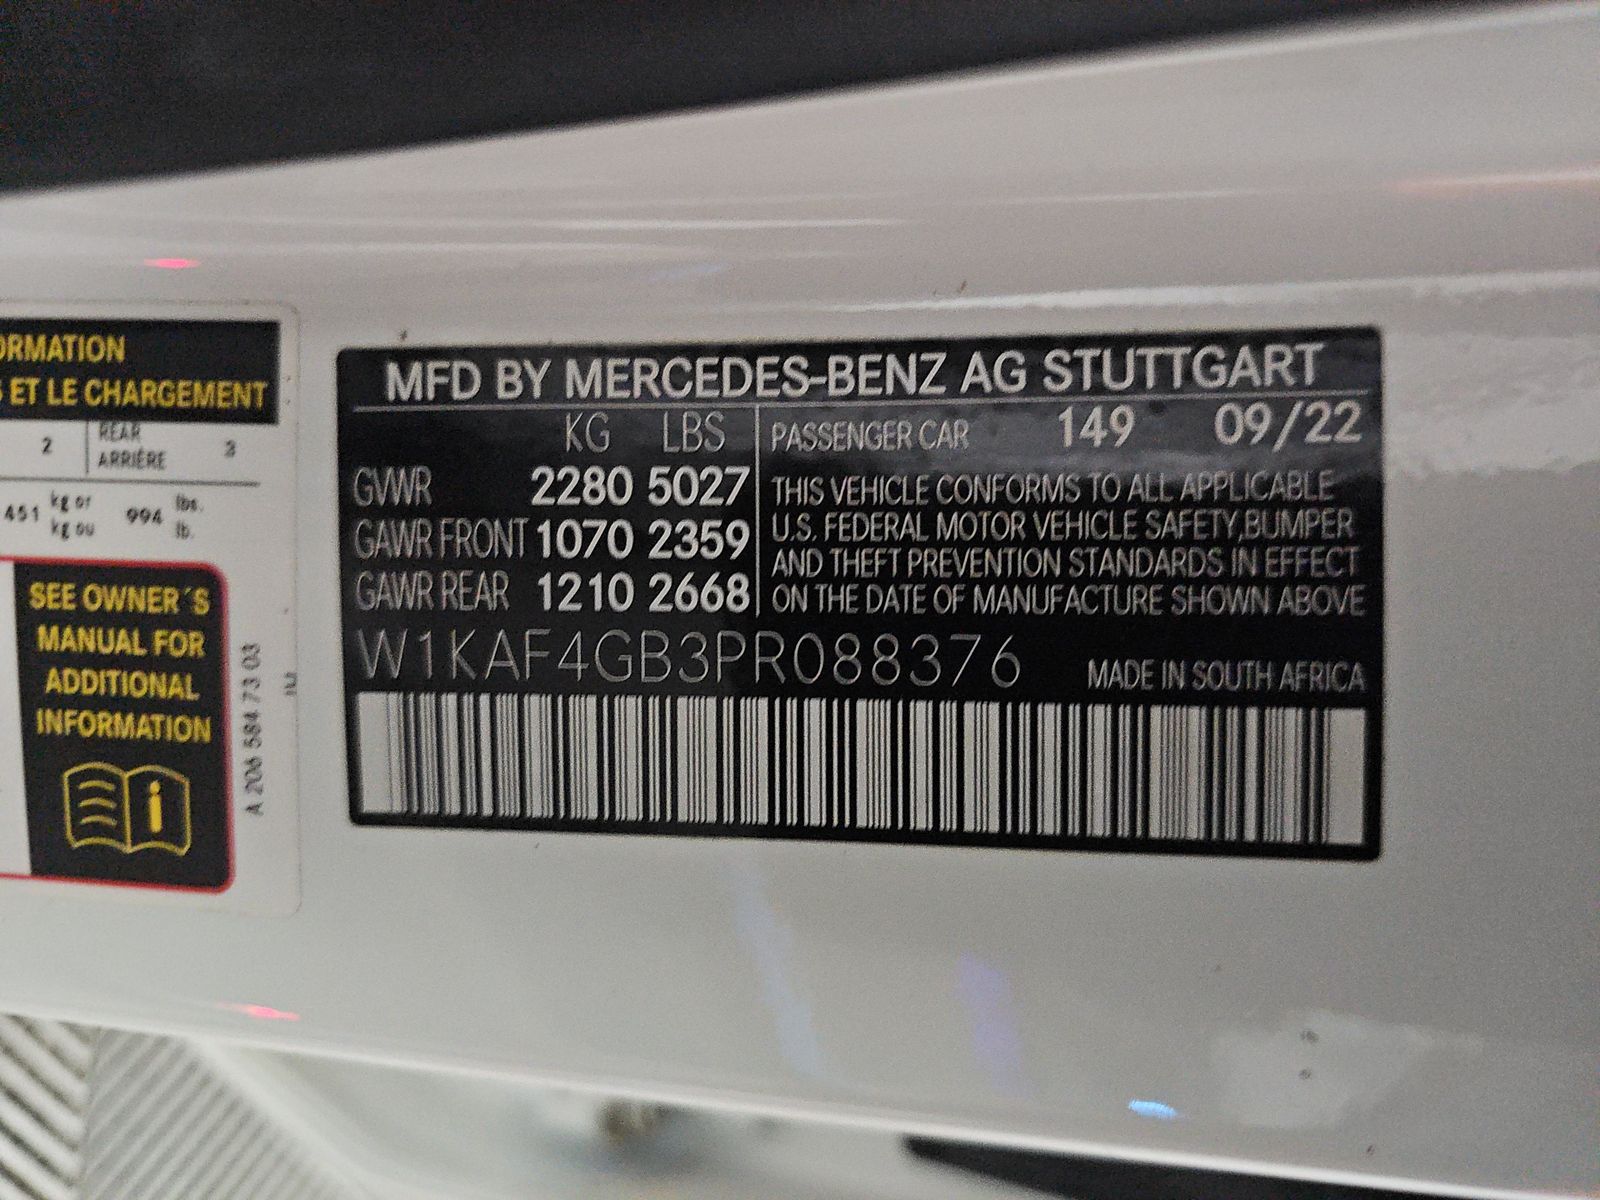 ORMATION
S ET LE CHARGEMENT
2 REAR ARRIÈRE 3
451 kg or kg ou 994 lbs. lb.
SEE OWNER´S
MANUAL FOR
ADDITIONAL
INFORMATION
i
A 206 584 73 03
MFD BY MERCEDES-BENZ AG STUTTGART
KG LBS
GVWR 2280 5027
GAWR FRONT 1070 2359
GAWR REAR 1210 2668
PASSENGER CAR 149 09/22
THIS VEHICLE CONFORMS TO ALL APPLICABLE
U.S. FEDERAL MOTOR VEHICLE SAFETY,BUMPER
AND THEFT PREVENTION STANDARDS IN EFFECT
ON THE DATE OF MANUFACTURE SHOWN ABOVE
W1KAF4GB3PR088376 MADE IN SOUTH AFRICA